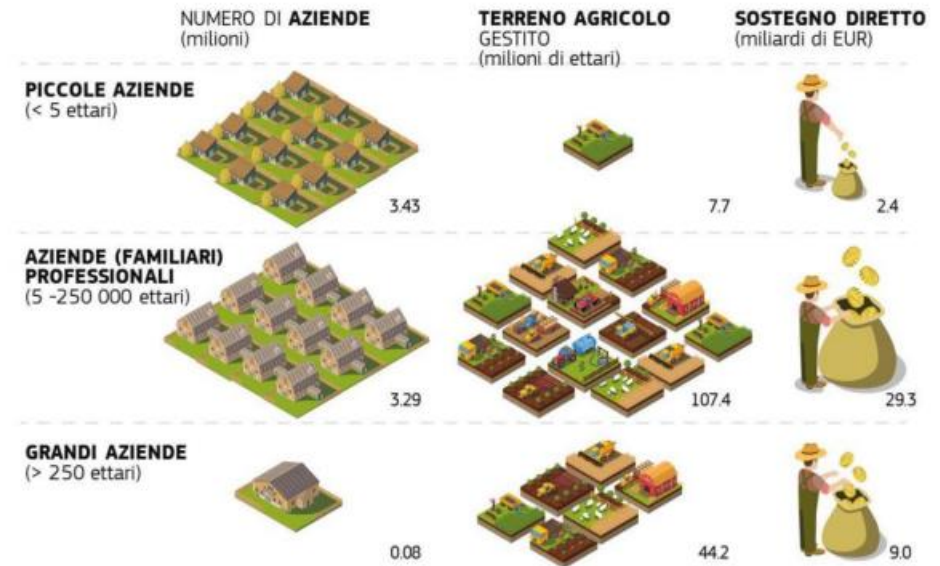 NUMERO DI AZIENDE
(milioni)
TERRENO AGRICOLO
GESTITO
(milioni di ettari)
SOSTEGNO DIRETTO
(miliardi di EUR)
PICCOLE AZIENDE
(< 5 ettari)
3.43
7.7
2.4
AZIENDE (FAMILIARI)
PROFESSIONALI
(5 -250 000 ettari)
3.29
107.4
29.3
GRANDI AZIENDE
(> 250 ettari)
0.08
44.2
9.0